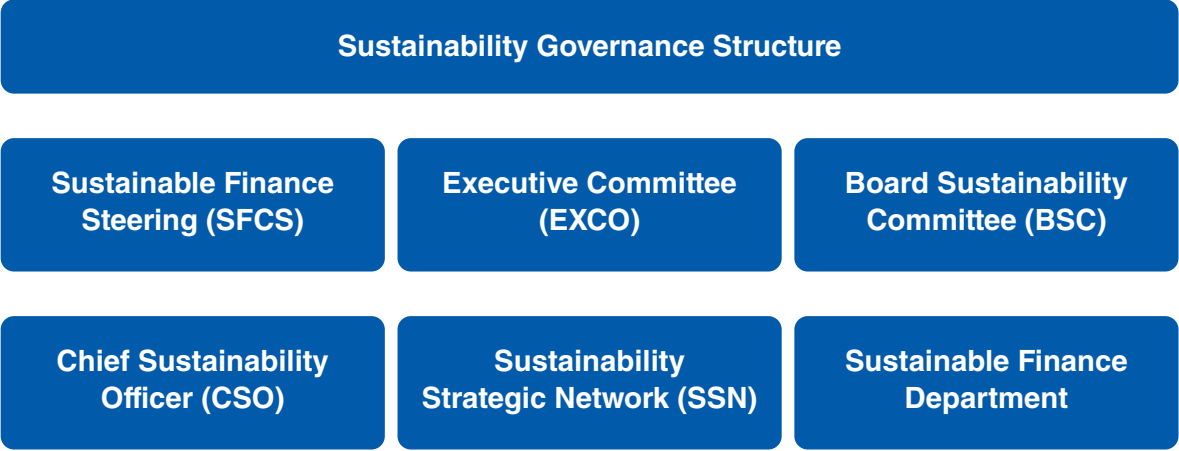 Sustainability Governance Structure
Sustainable Finance
Steering (SFCS)
Executive Committee
(EXCO)
Board Sustainability
Committee (BSC)
Chief Sustainability
Officer (CSO)
Sustainability
Strategic Network (SSN)
Sustainable Finance
Department